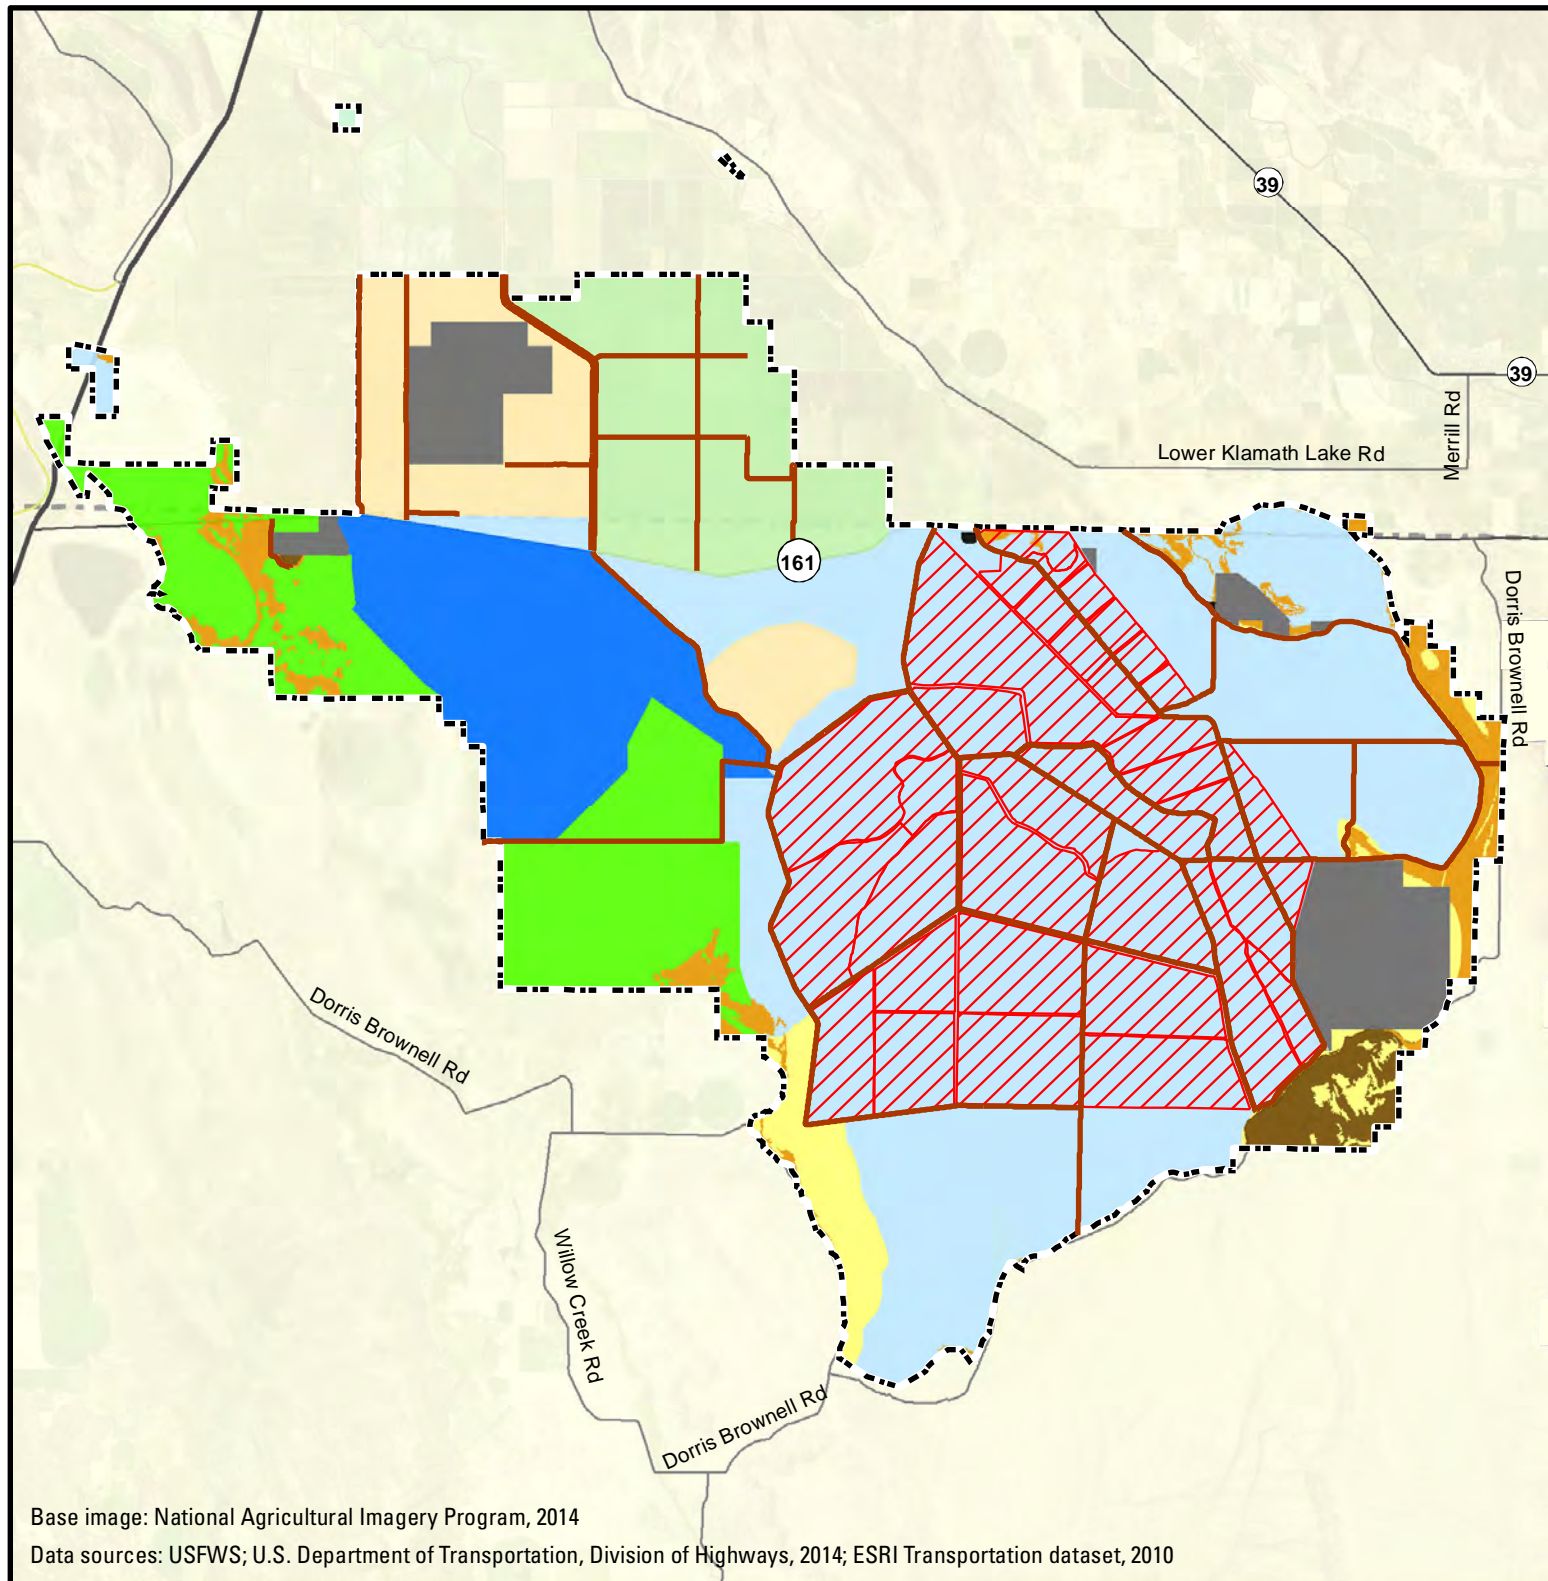 39
39
Merrill Rd
Lower Klamath Lake Rd
161
Dorris Brownell Rd
Dorris Brownell Rd
Willow Creek Rd
Dorris Brownell Rd
Base image: National Agricultural Imagery Program, 2014
Data sources: USFWS; U.S. Department of Transportation, Division of Highways, 2014; ESRI Transportation dataset, 2010